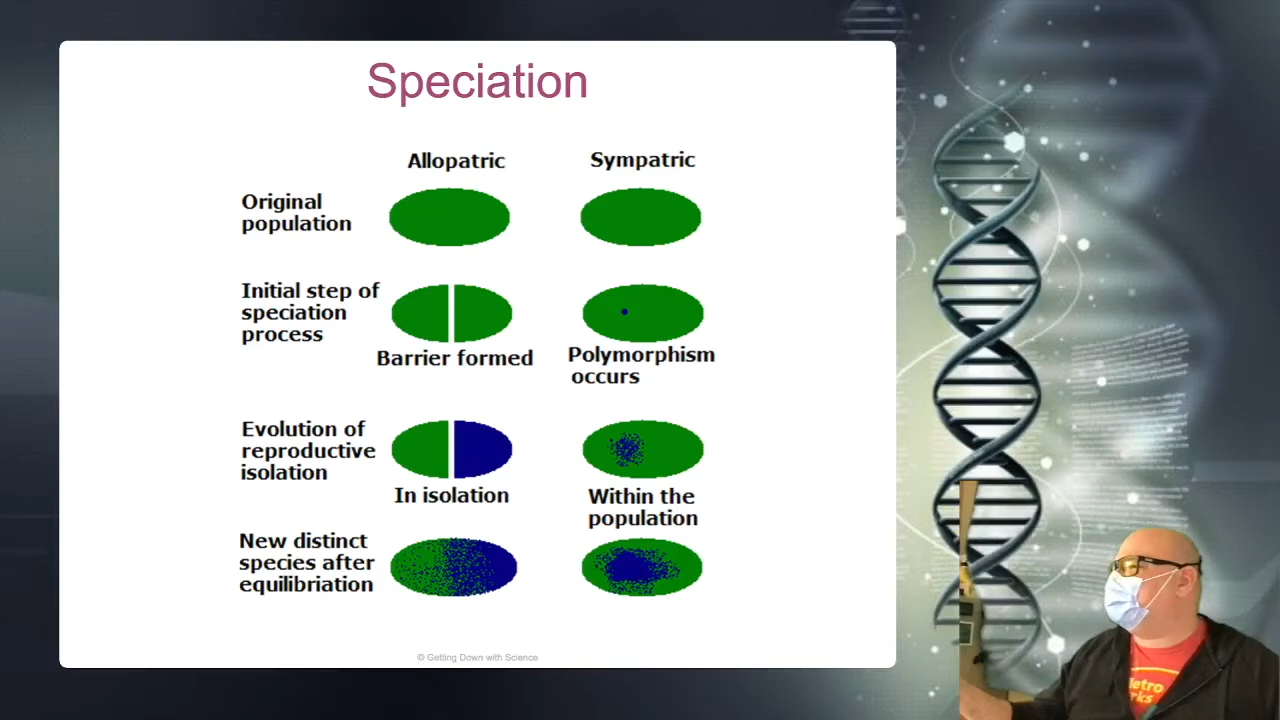 Speciation
Allopatric
Sympatric
Original
population
Initial step of
speciation
process
Barrier formed
Polymorphism
occurs
Evolution of
reproductive
isolation
In isolation
Within the
population
New distinct
species after
equilibriation
© Getting Down with Science